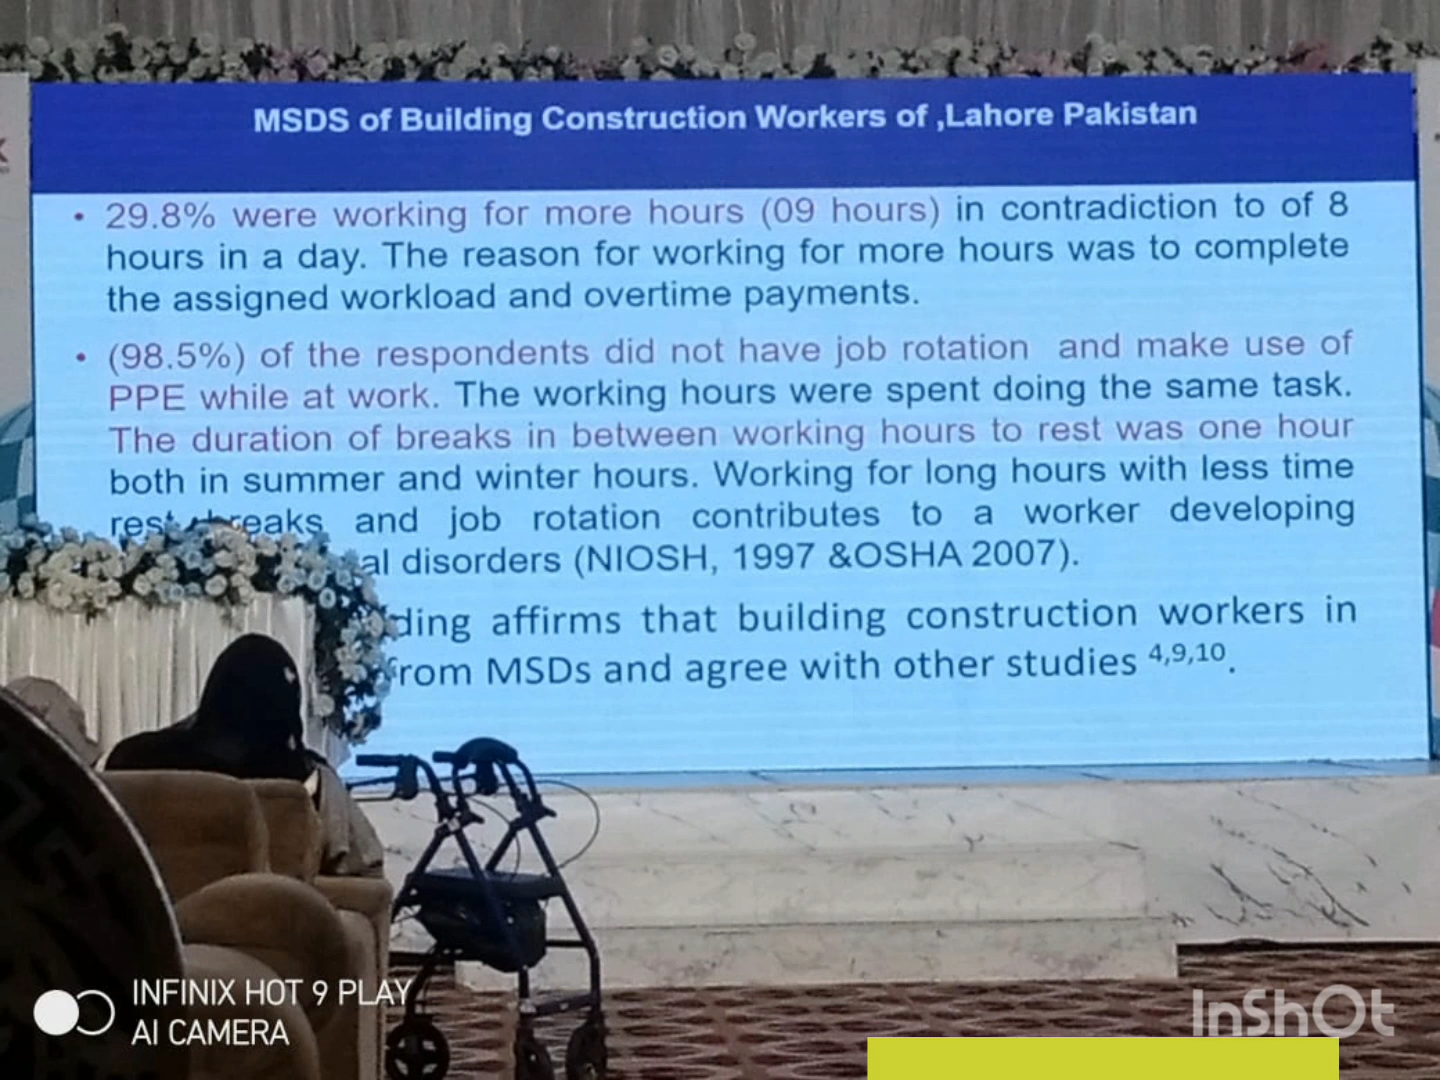 MSDS of Building Construction Workers of ,Lahore Pakistan
• 29.8% were working for more hours (09 hours) in contradiction to of 8
hours in a day. The reason for working for more hours was to complete
the assigned workload and overtime payments.
• (98.5%) of the respondents did not have job rotation and make use of
PPE while at work. The working hours were spent doing the same task.
The duration of breaks in between working hours to rest was one hour
both in summer and winter hours. Working for long hours with less time
rest breaks and job rotation contributes to a worker developing
al disorders (NIOSH, 1997 &OSHA 2007).
ding affirms that building construction workers in
from MSDs and agree with other studies 4,9,10.
INFINIX HOT 9 PLAY
AI CAMERA
InShOt